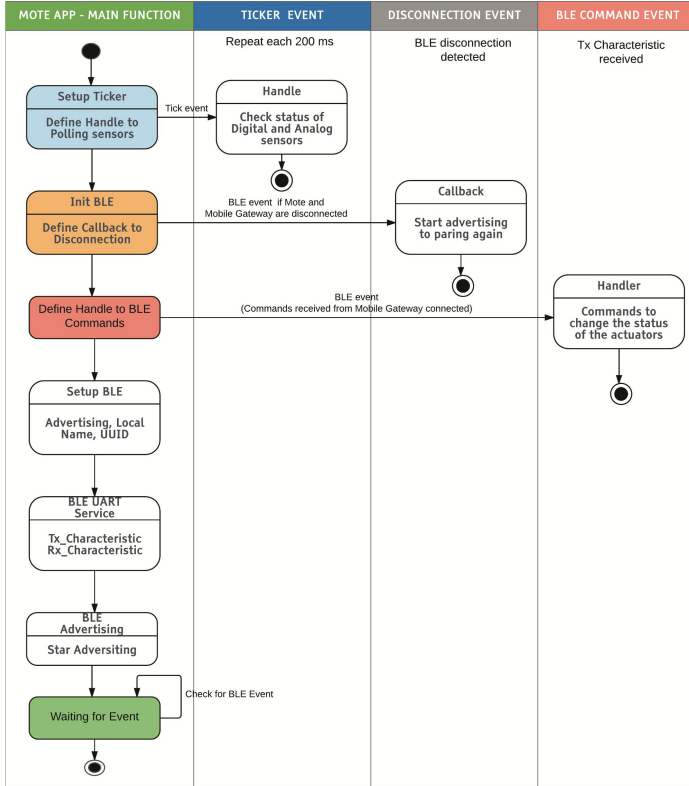 MOTE APP - MAIN FUNCTION
TICKER EVENT
DISCONNECTION EVENT
BLE COMMAND EVENT
Repeat each 200 ms
BLE disconnection
detected
Tx Characteristic
received
Setup Ticker
Define Handle to
Polling sensors
Tick event
Handle
Check status of
Digital and Analog
sensors
Init BLE
Define Callback to
Disconnection
BLE event if Mote and
Mobile Gateway are disconnected
Callback
Start advertising
to paring again
Define Handle to BLE
Commands
BLE event
(Commands received from Mobile Gateway connected)
Handler
Commands to
change the status
of the actuators
Setup BLE
Advertising, Local
Name, UUID
BLE UART
Service
Tx_Characteristic
Rx_Characteristic
BLE
Advertising
Star Adversiting
Waiting for Event
Check for BLE Event